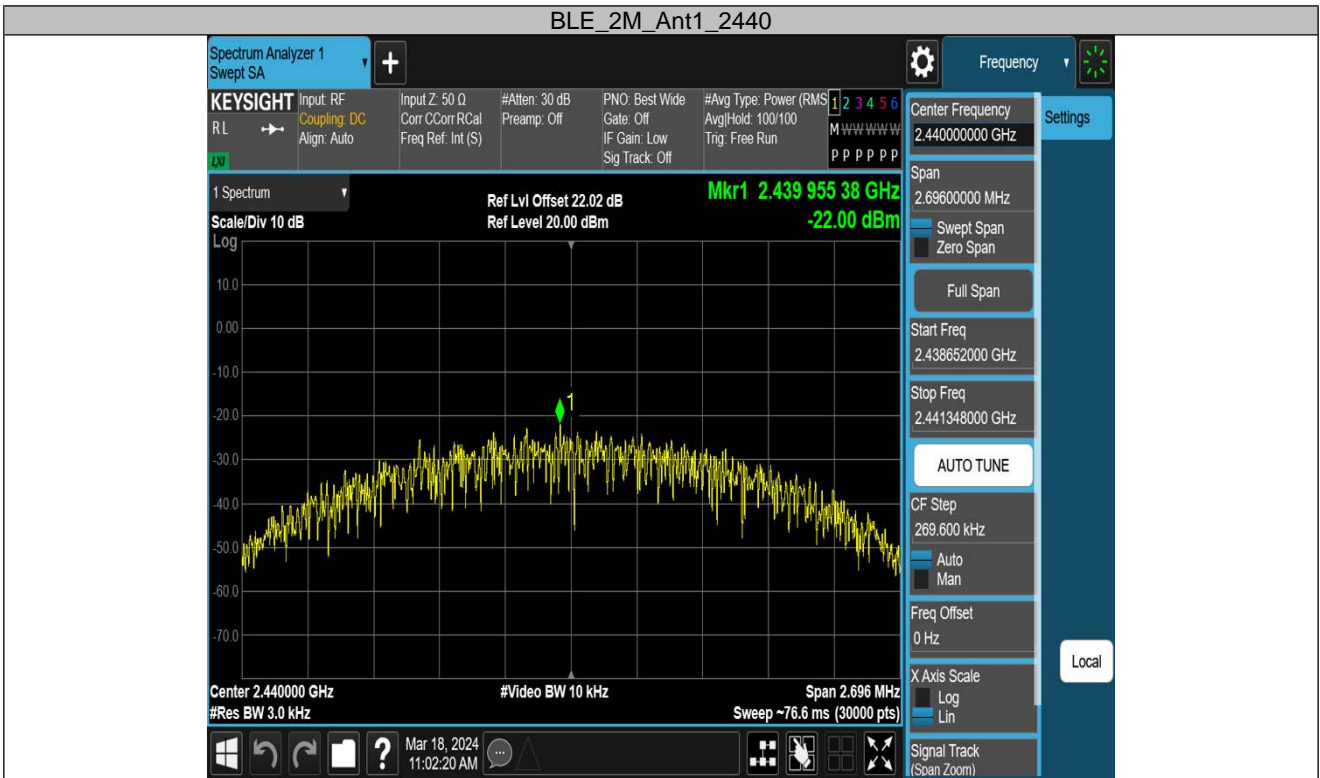 BLE_2M_Ant1_2440
Spectrum Analyzer 1
Swept SA
Frequency
KEYSIGHT
RL
LXI
Input: RF
Coupling: DC
Align: Auto
Input Z: 50 Ω
Corr CCorr RCal
Freq Ref: Int (S)
#Atten: 30 dB
Preamp: Off
PNO: Best Wide
Gate: Off
IF Gain: Low
Sig Track: Off
#Avg Type: Power (RMS
Avg|Hold: 100/100
Trig: Free Run
1 2 3 4 5 6
M W W W W W
P P P P P P
1 Spectrum
Scale/Div 10 dB
Log
Ref Lvl Offset 22.02 dB
Ref Level 20.00 dBm
Mkr1 2.439 955 38 GHz
-22.00 dBm
10.0
0.00
-10.0
-20.0
-30.0
-40.0
-50.0
-60.0
-70.0
1
Center 2.440000 GHz
#Res BW 3.0 kHz
#Video BW 10 kHz
Span 2.696 MHz
Sweep ~76.6 ms (30000 pts)
Mar 18, 2024
11:02:20 AM
?
Center Frequency
2.440000000 GHz
Settings
Span
2.69600000 MHz
Swept Span
Zero Span
Full Span
Start Freq
2.438652000 GHz
Stop Freq
2.441348000 GHz
AUTO TUNE
CF Step
269.600 kHz
Auto
Man
Freq Offset
0 Hz
X Axis Scale
Log
Lin
Local
Signal Track
(Span Zoom)